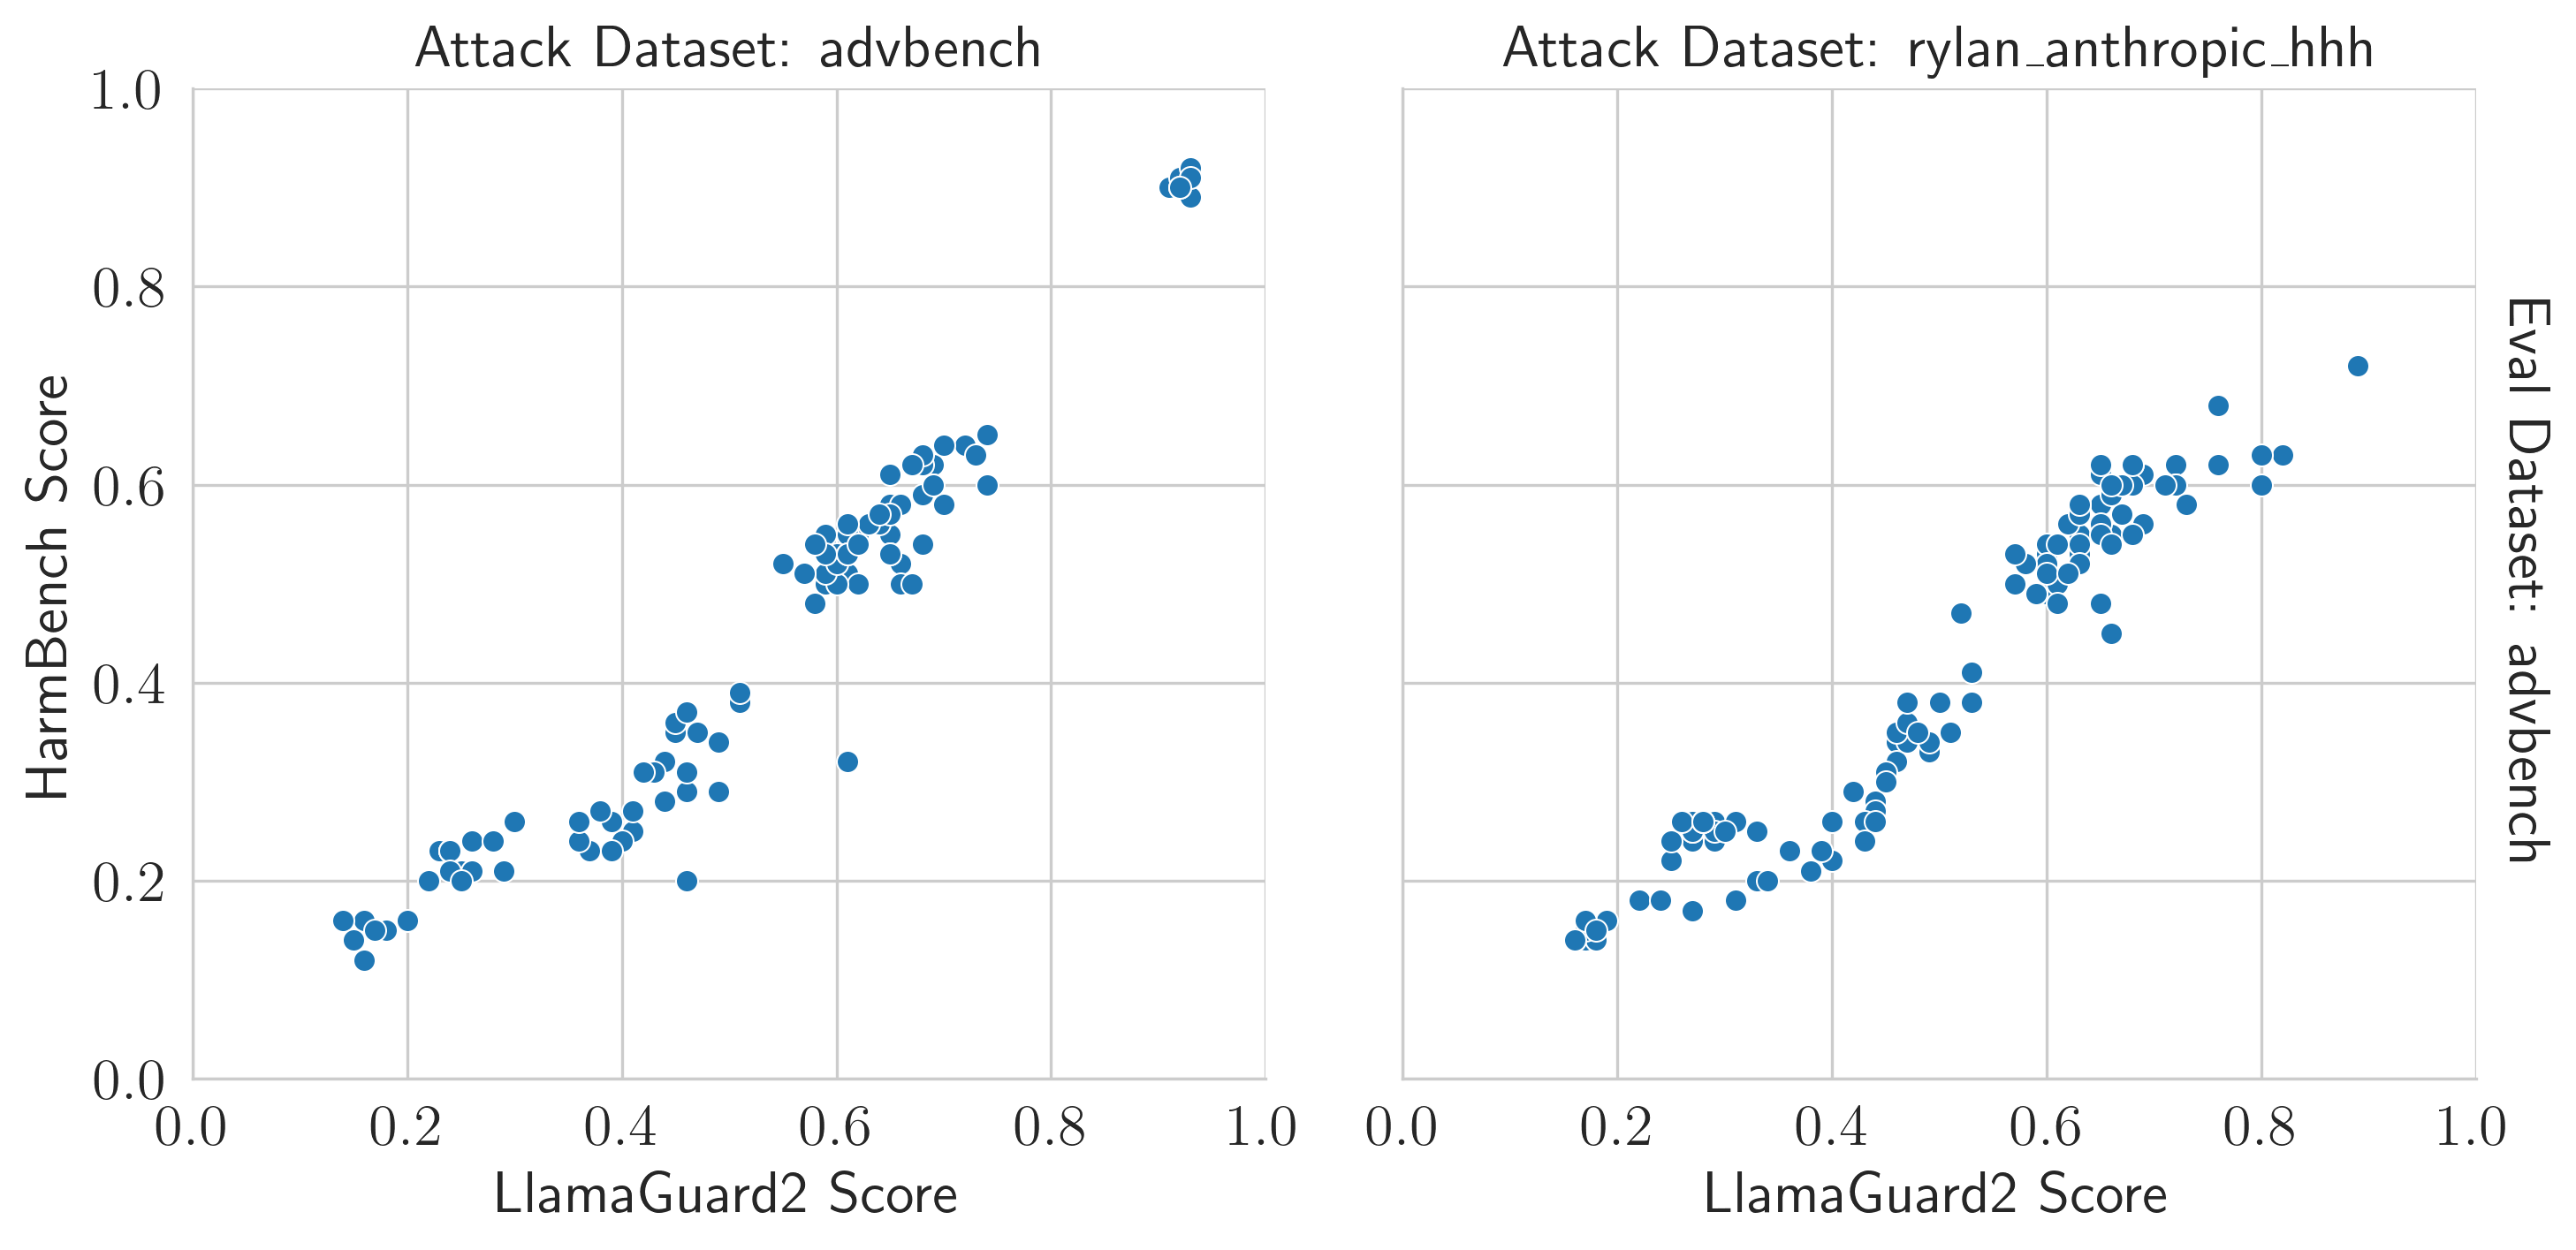 Attack Dataset: advbench
Attack Dataset: rylan_anthropic_hhh
1.0
0.8
0.6
0.4
0.2
0.0
HarmBench Score
0.0 0.2 0.4 0.6 0.8 1.0
0.0 0.2 0.4 0.6 0.8 1.0
LlamaGuard2 Score
LlamaGuard2 Score
Eval Dataset: advbench